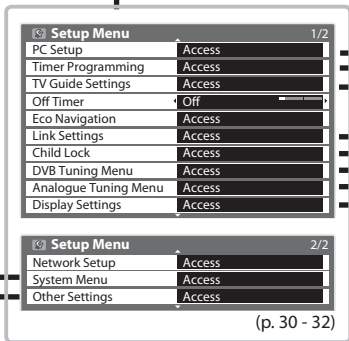 Setup Menu 1/2
PC Setup Access
Timer Programming Access
TV Guide Settings Access
Off Timer Off
Eco Navigation Access
Link Settings Access
Child Lock Access
DVB Tuning Menu Access
Analogue Tuning Menu Access
Display Settings Access
Setup Menu 2/2
Network Setup Access
System Menu Access
Other Settings Access
(p. 30 - 32)